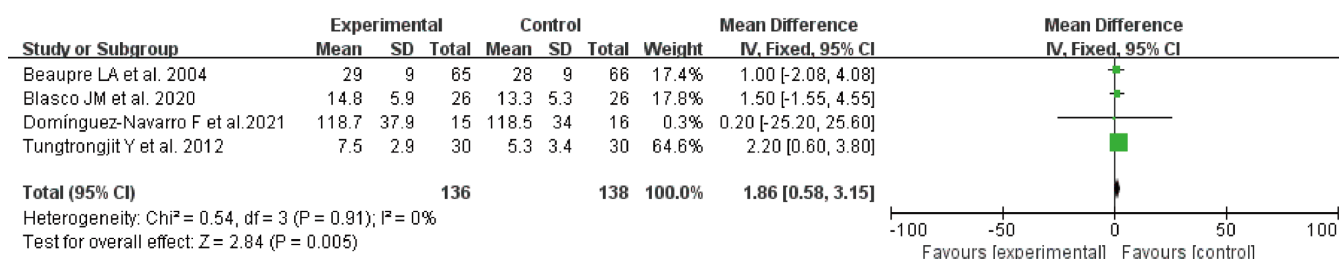 Experimental Control Mean Difference Mean Difference
Study or Subgroup Mean SD Total Mean SD Total Weight IV, Fixed, 95% CI IV, Fixed, 95% CI
Beaupre LA et al. 2004 29 9 65 28 9 66 17.4% 1.00 [-2.08, 4.08]
Blasco JM et al. 2020 14.8 5.9 26 13.3 5.3 26 17.8% 1.50 [-1.55, 4.55]
Domínguez-Navarro F et al.2021 118.7 37.9 15 118.5 34 16 0.3% 0.20 [-25.20, 25.60]
Tungtrongjit Y et al. 2012 7.5 2.9 30 5.3 3.4 30 64.6% 2.20 [0.60, 3.80]
Total (95% CI) 136 138 100.0% 1.86 [0.58, 3.15]
Heterogeneity: Chi² = 0.54, df = 3 (P = 0.91); I² = 0%
Test for overall effect: Z = 2.84 (P = 0.005)
-100 -50 0 50 100
Favours [experimental] Favours [control]